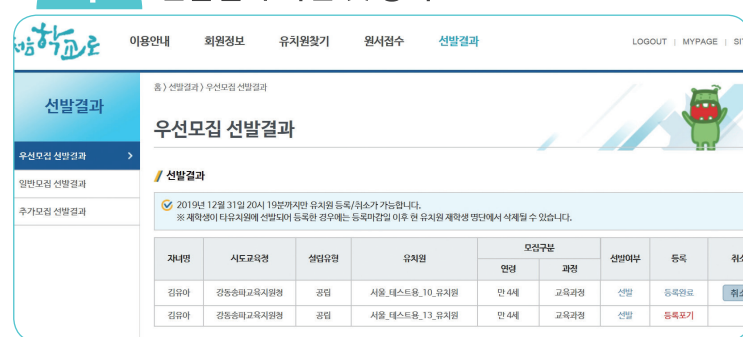 처음학교로
이용안내 회원정보 유치원찾기 원서접수 선발결과 LOGOUT | MYPAGE |
홈 〉 선발결과 〉 우선모집 선발결과
선발결과
우선모집 선발결과
우선모집 선발결과
일반모집 선발결과
추가모집 선발결과
선발결과
2019년 12월 31일 20시 19분까지만 유치원 등록/취소가 가능합니다.
※ 재학생이 타유치원에 선발되어 등록한 경우에는 등록마감일 이후 현 유치원 재학생 명단에서 삭제될 수 있습니다.
자녀명 시도교육청 설립유형 유치원 모집구분 선발여부 등록
연령 과정
김유아 강동송파교육지원청 공립 서울_테스트용_10_유치원 만 4세 교육과정 선발 등록완료
김유아 강동송파교육지원청 공립 서울_테스트용_13_유치원 만 4세 교육과정 선발 등록포기